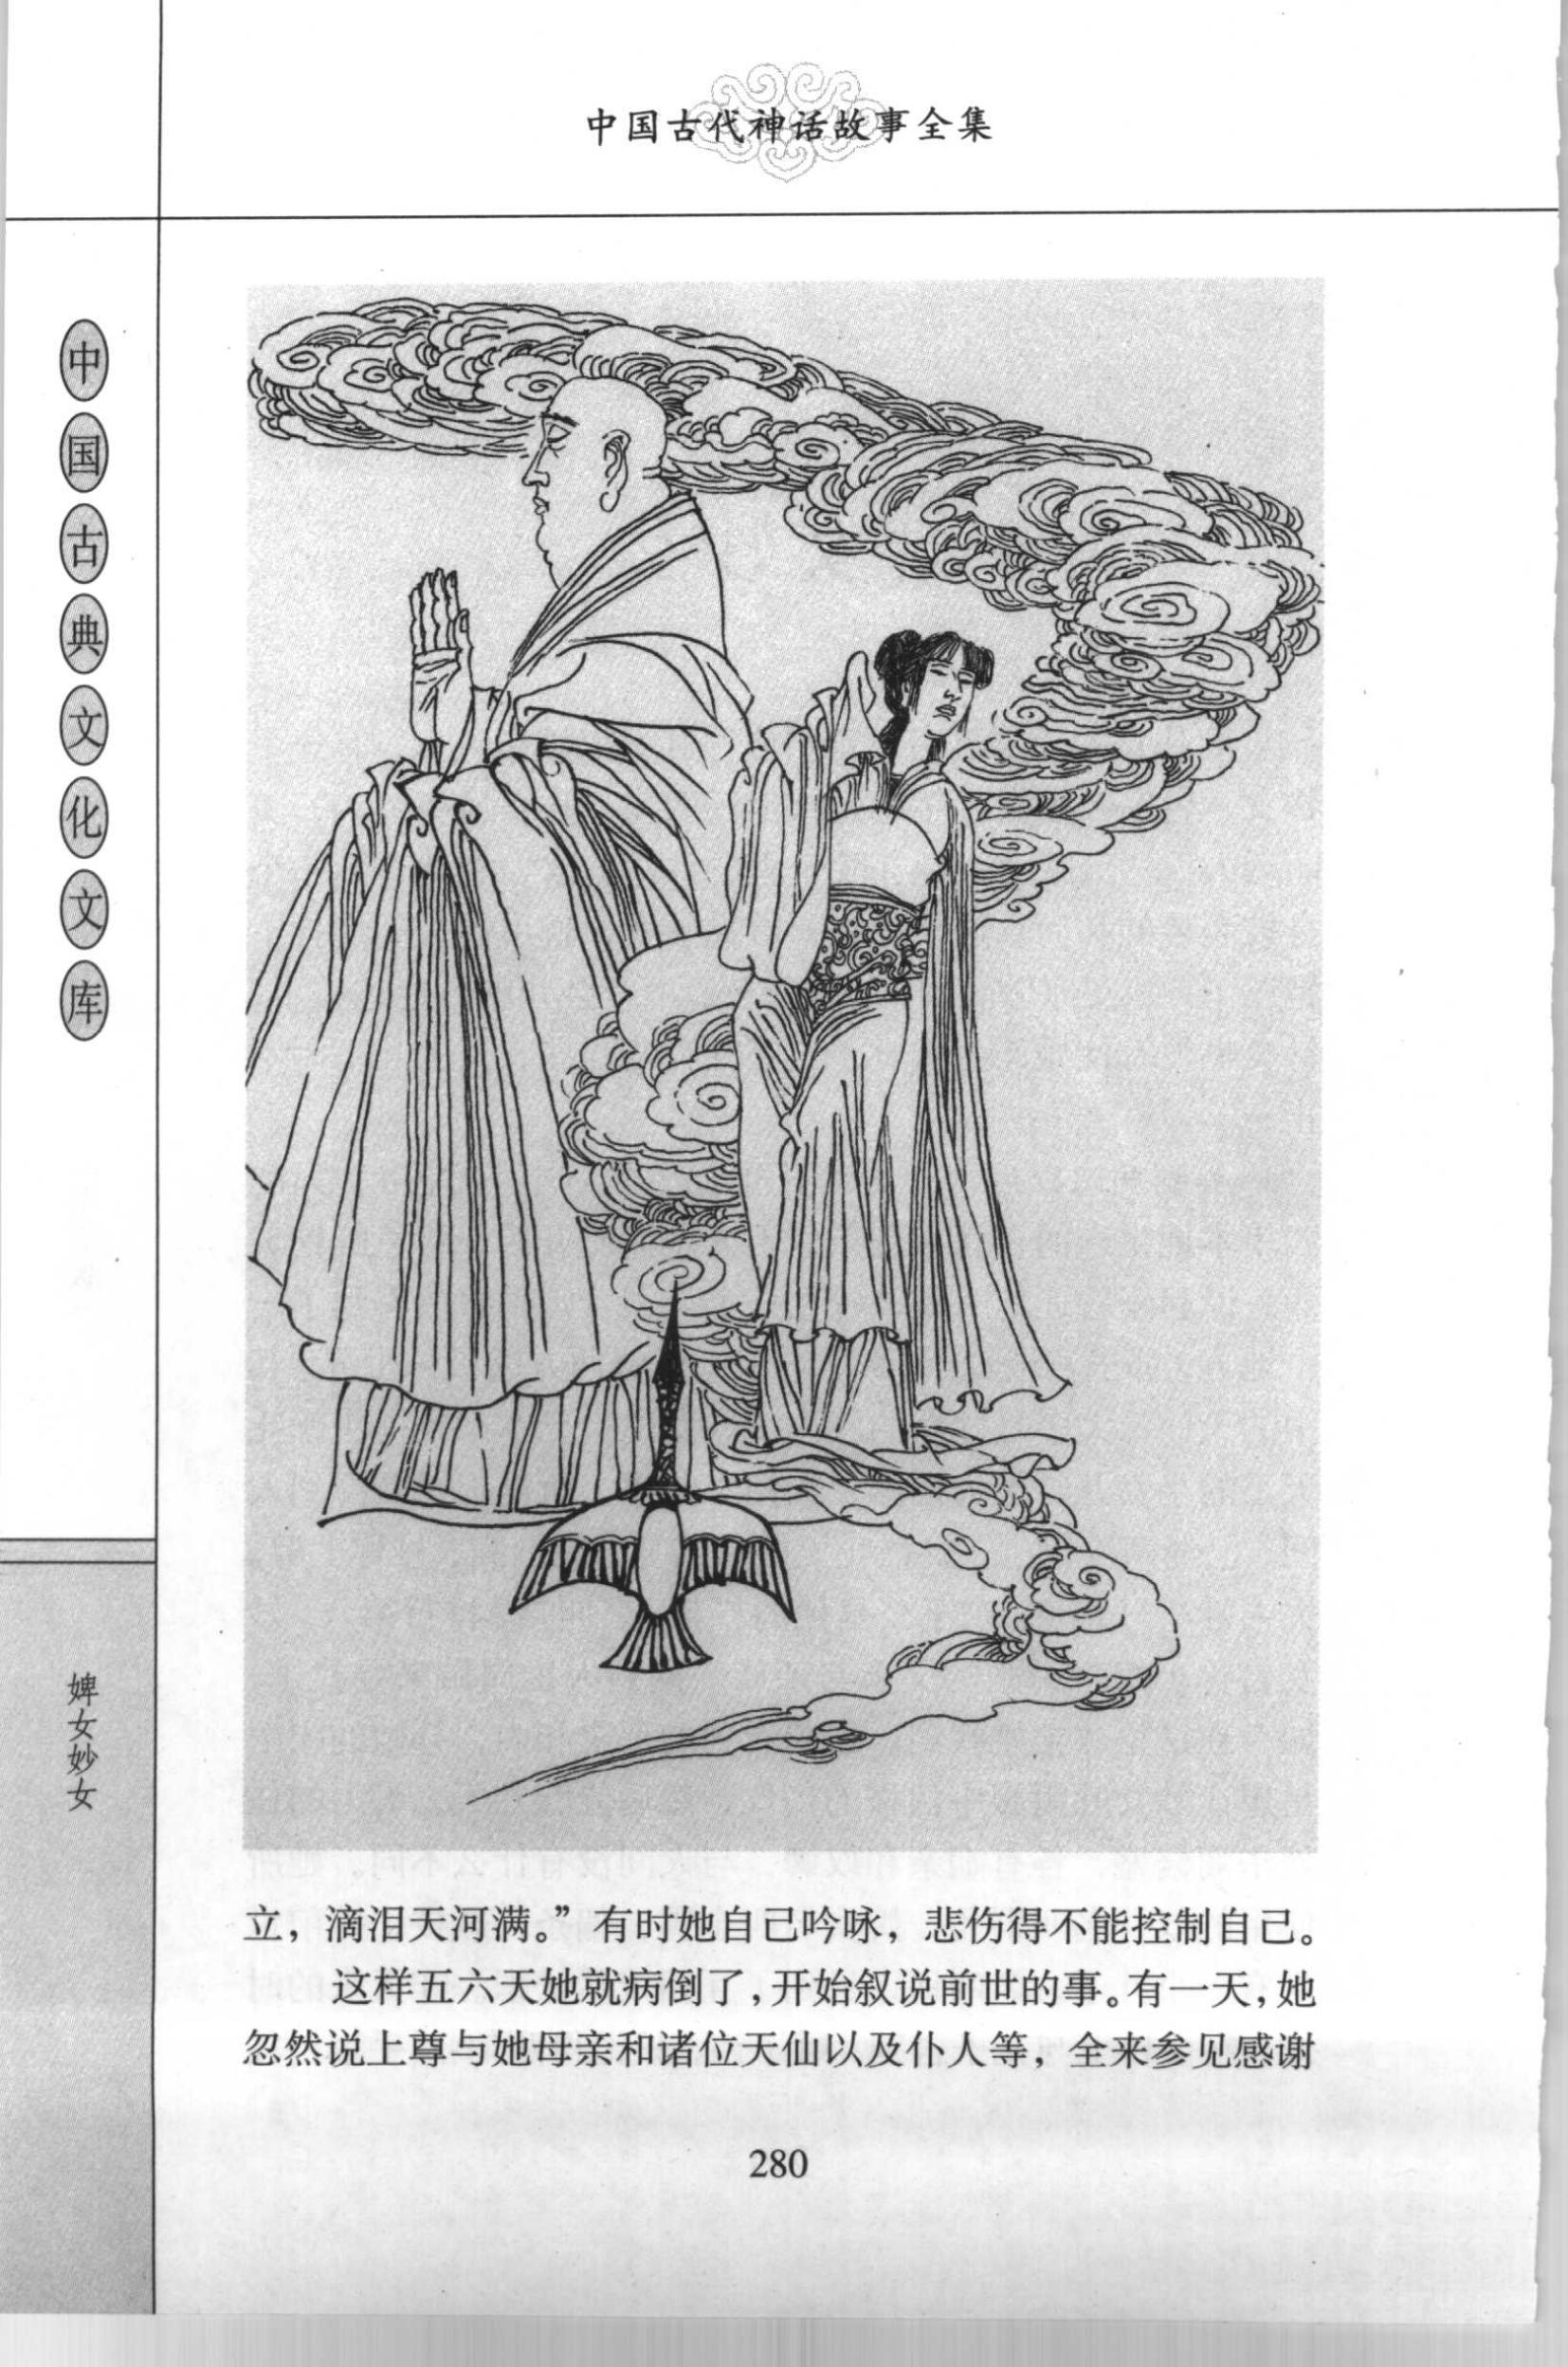 中国古代神话故事全集
中国古典文化文库
婢女妙女
立，滴泪天河满。”有时她自己吟咏，悲伤得不能控制自己。
这样五六天她就病倒了，开始叙说前世的事。有一天，她
忽然说上尊与她母亲和诸位天仙以及仆人等，全来参见感谢
280